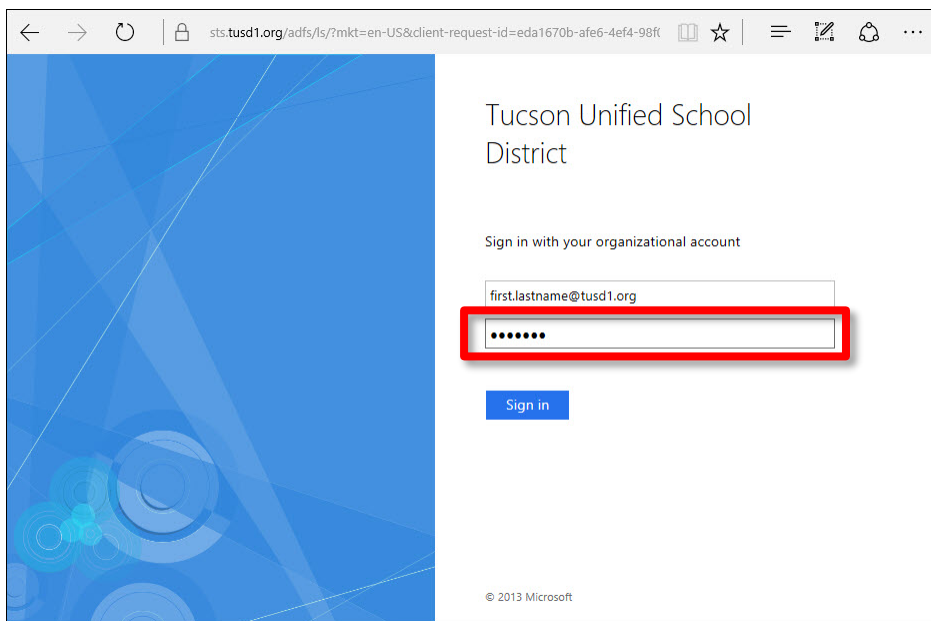 sts.tusd1.org/adfs/ls/?mkt=en-US&client-request-id=eda1670b-afe6-4ef4-98f(
Tucson Unified School
District
Sign in with your organizational account
first.lastname@tusd1.org
•••••••
Sign in
© 2013 Microsoft